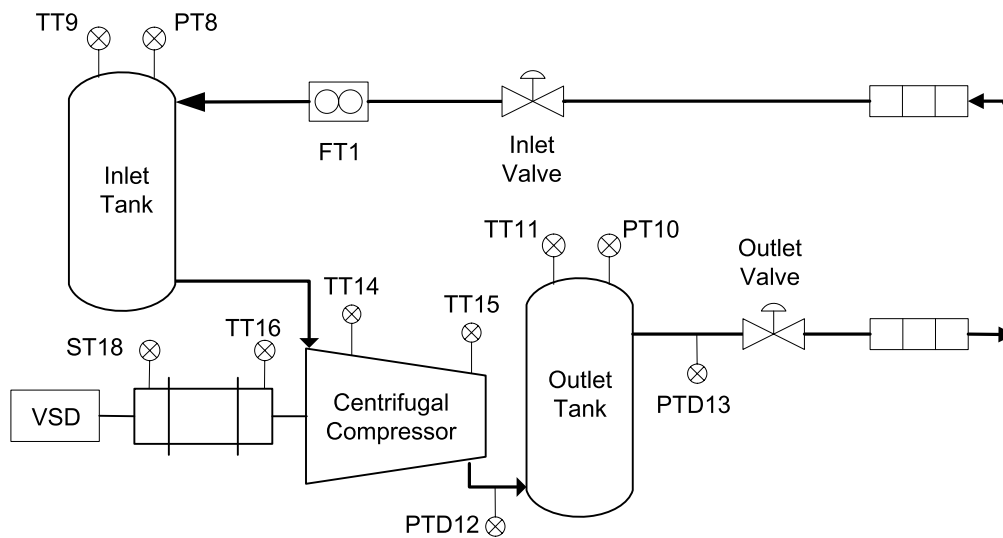 TT9
PT8
FT1
Inlet
Valve
Inlet
Tank
TT11
PT10
Outlet
Valve
TT14
TT15
ST18
TT16
VSD
Centrifugal
Compressor
Outlet
Tank
PTD13
PTD12